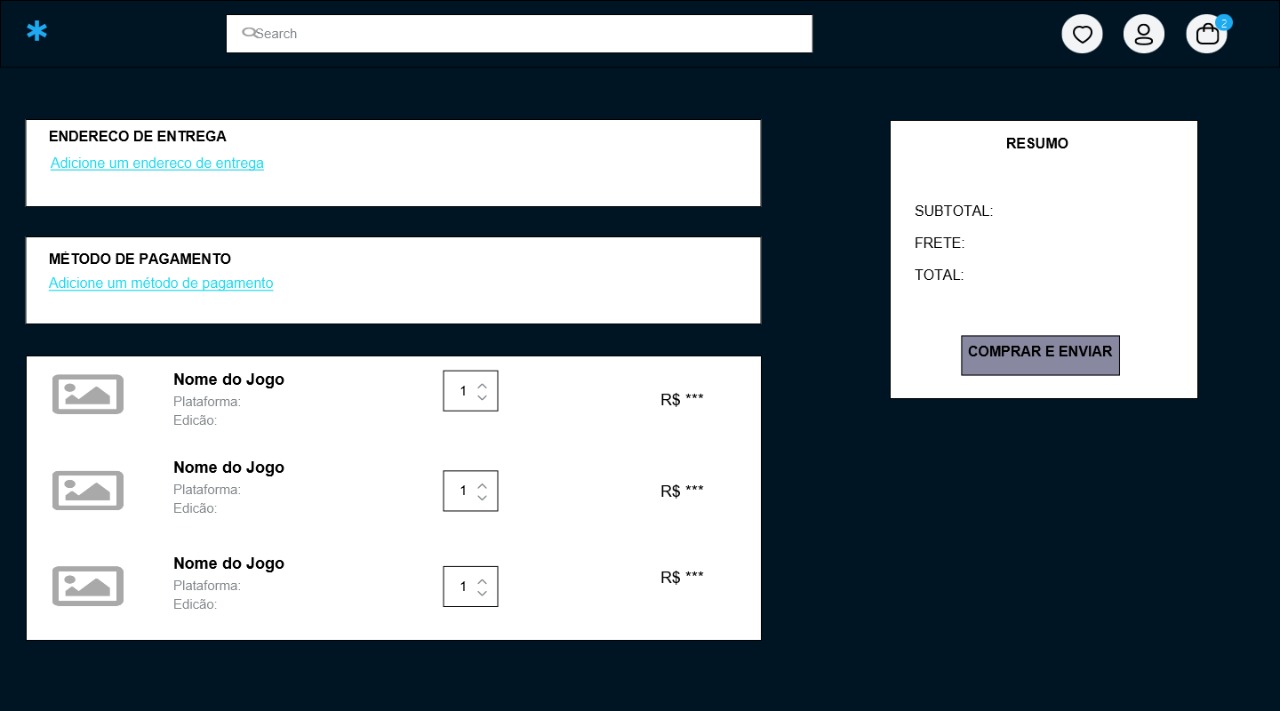 Search
2
ENDERECO DE ENTREGA
Adicione um endereco de entrega
MÉTODO DE PAGAMENTO
Adicione um método de pagamento
Nome do Jogo
Plataforma:
Edicão:
1
R$ ***
Nome do Jogo
Plataforma:
Edicão:
1
R$ ***
Nome do Jogo
Plataforma:
Edicão:
1
R$ ***
RESUMO
SUBTOTAL:
FRETE:
TOTAL:
COMPRAR E ENVIAR